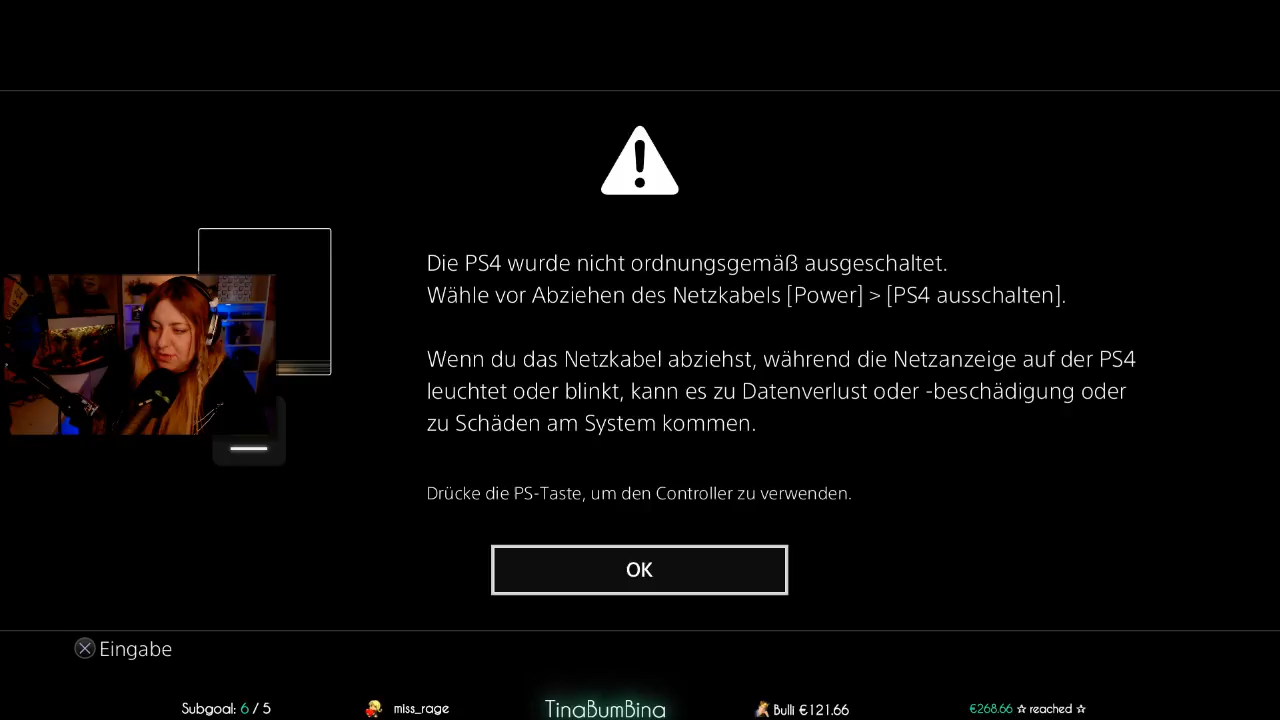 Die PS4 wurde nicht ordnungsgemäß ausgeschaltet.
Wähle vor Abziehen des Netzkabels [Power] > [PS4 ausschalten].
Wenn du das Netzkabel abziehst, während die Netzanzeige auf der PS4
leuchtet oder blinkt, kann es zu Datenverlust oder -beschädigung oder
zu Schäden am System kommen.
Drücke die PS-Taste, um den Controller zu verwenden.
OK
Eingabe
Subgoal: 6 / 5 miss_rage TinaBumBina Bulli €121.66 €268.66 ☆ reached ☆